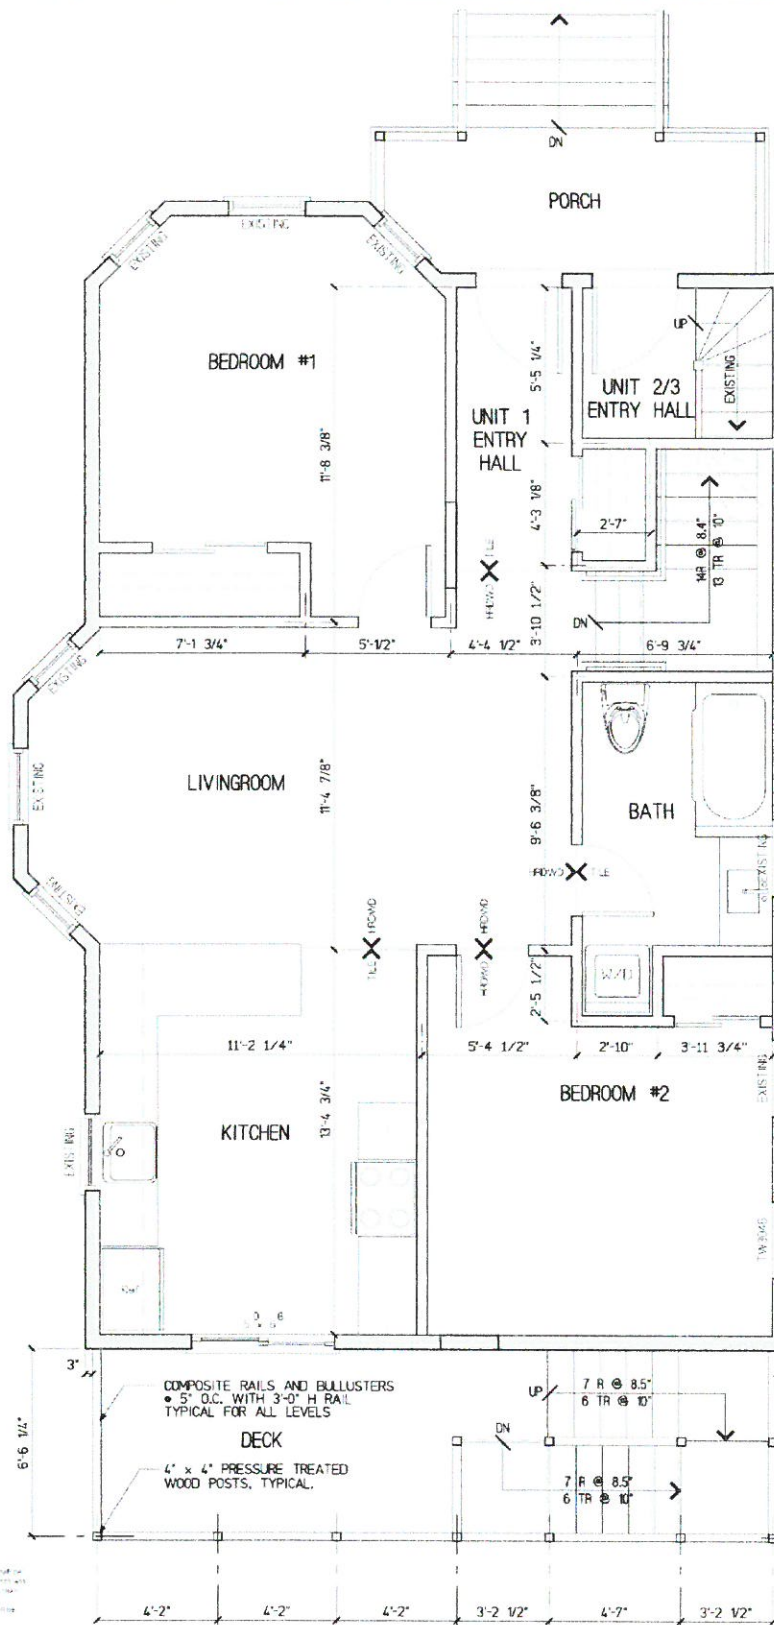 DN
PORCH
EXISTING
EXISTING
EXISTING
BEDROOM #1
11'-8 3/8"
UNIT 1
ENTRY
HALL
5'-5 1/4"
UP
EXISTING
UNIT 2/3
ENTRY HALL
4'-3 1/8"
2'-7"
14R @ 8.4"
13 TR @ 10"
HRDWD
TILE
3'-10 1/2"
DN
7'-1 3/4"
5'-1/2"
4'-4 1/2"
6'-9 3/4"
EXISTING
EXISTING
EXISTING
LIVINGROOM
11'-4 7/8"
9'-6 3/8"
BATH
EXISTING
HRDWD
TILE
TILE
HRDWD
HRDWD
HRDWD
W/D
2'-5 1/2"
11'-2 1/4"
5'-4 1/2"
2'-10"
3'-11 3/4"
EXISTING
BEDROOM #2
KITCHEN
13'-4 3/4"
EXISTING
TW3046
3"
6'-6 1/4"
COMPOSITE RAILS AND BULLUSTERS
@ 5" O.C. WITH 3'-0" H RAIL
TYPICAL FOR ALL LEVELS
DECK
4" x 4" PRESSURE TREATED
WOOD POSTS, TYPICAL.
UP
7 R @ 8.5"
6 TR @ 10"
DN
7 R @ 8.5"
6 TR @ 10"
4'-2"
4'-2"
4'-2"
3'-2 1/2"
4'-7"
3'-2 1/2"